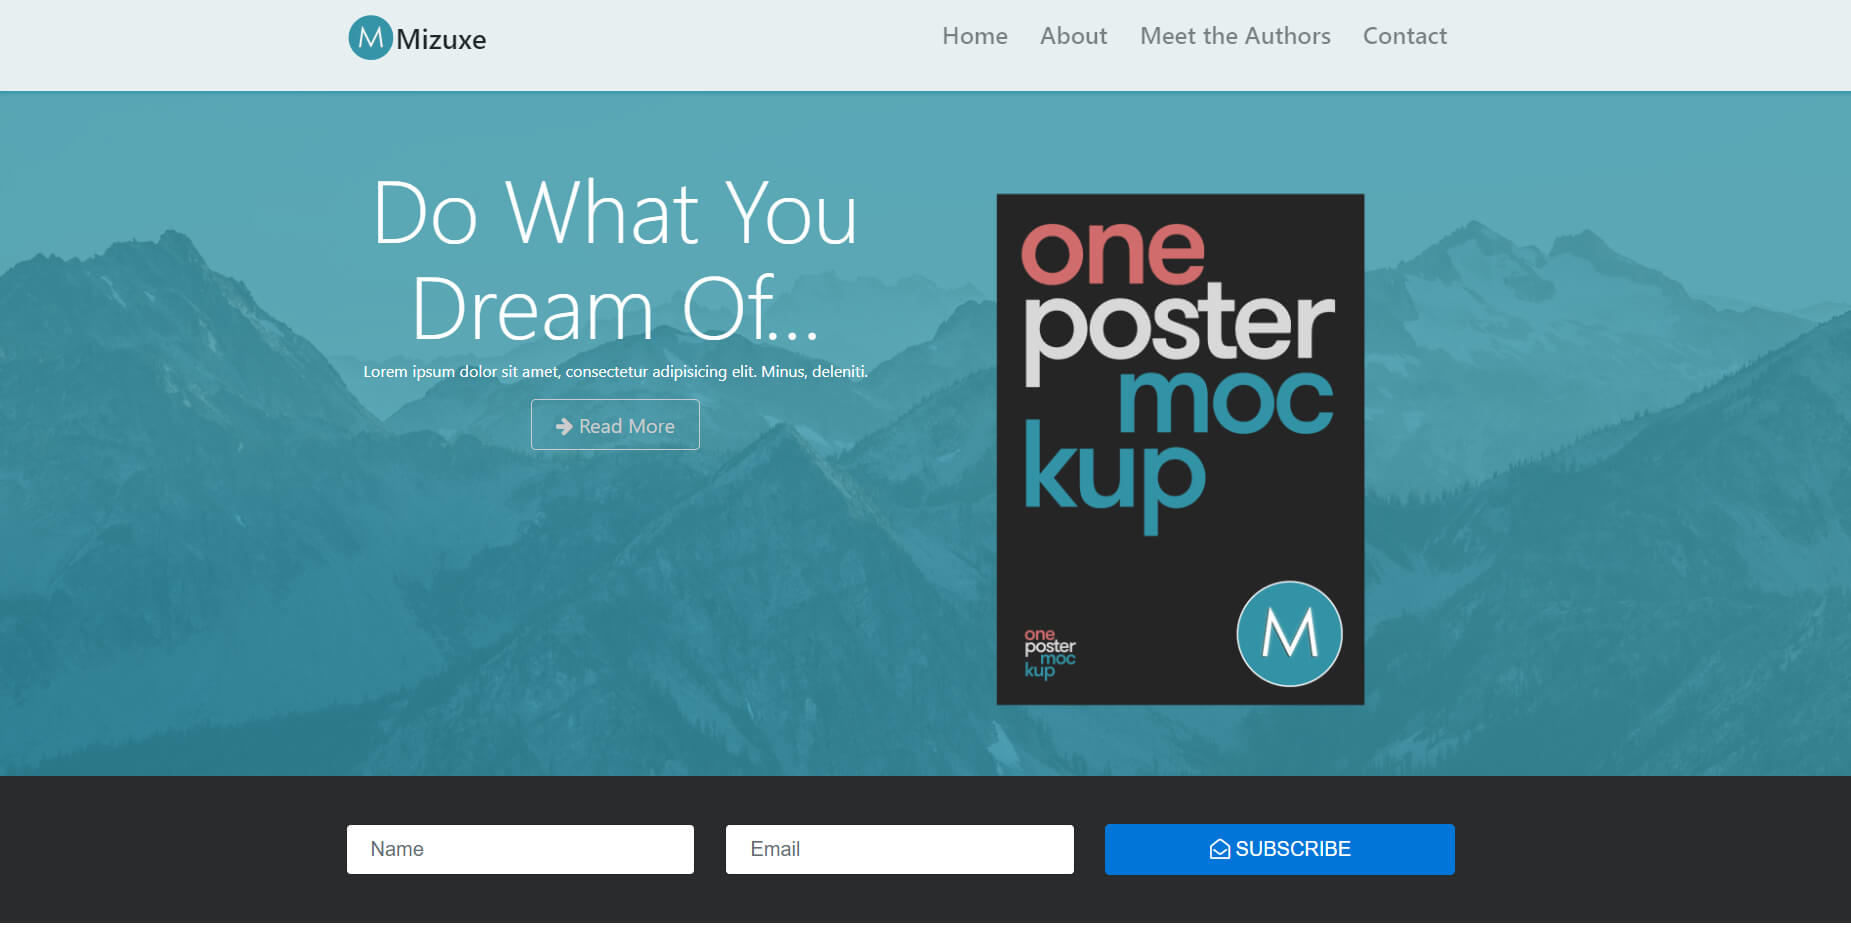 Mizuxe
Home
About
Meet the Authors
Contact
Do What You
Dream Of...
Lorem ipsum dolor sit amet, consectetur adipisicing elit. Minus, deleniti.
Read More
one
poster
moc
kup
one
poster
moc
kup
M
Name
Email
SUBSCRIBE